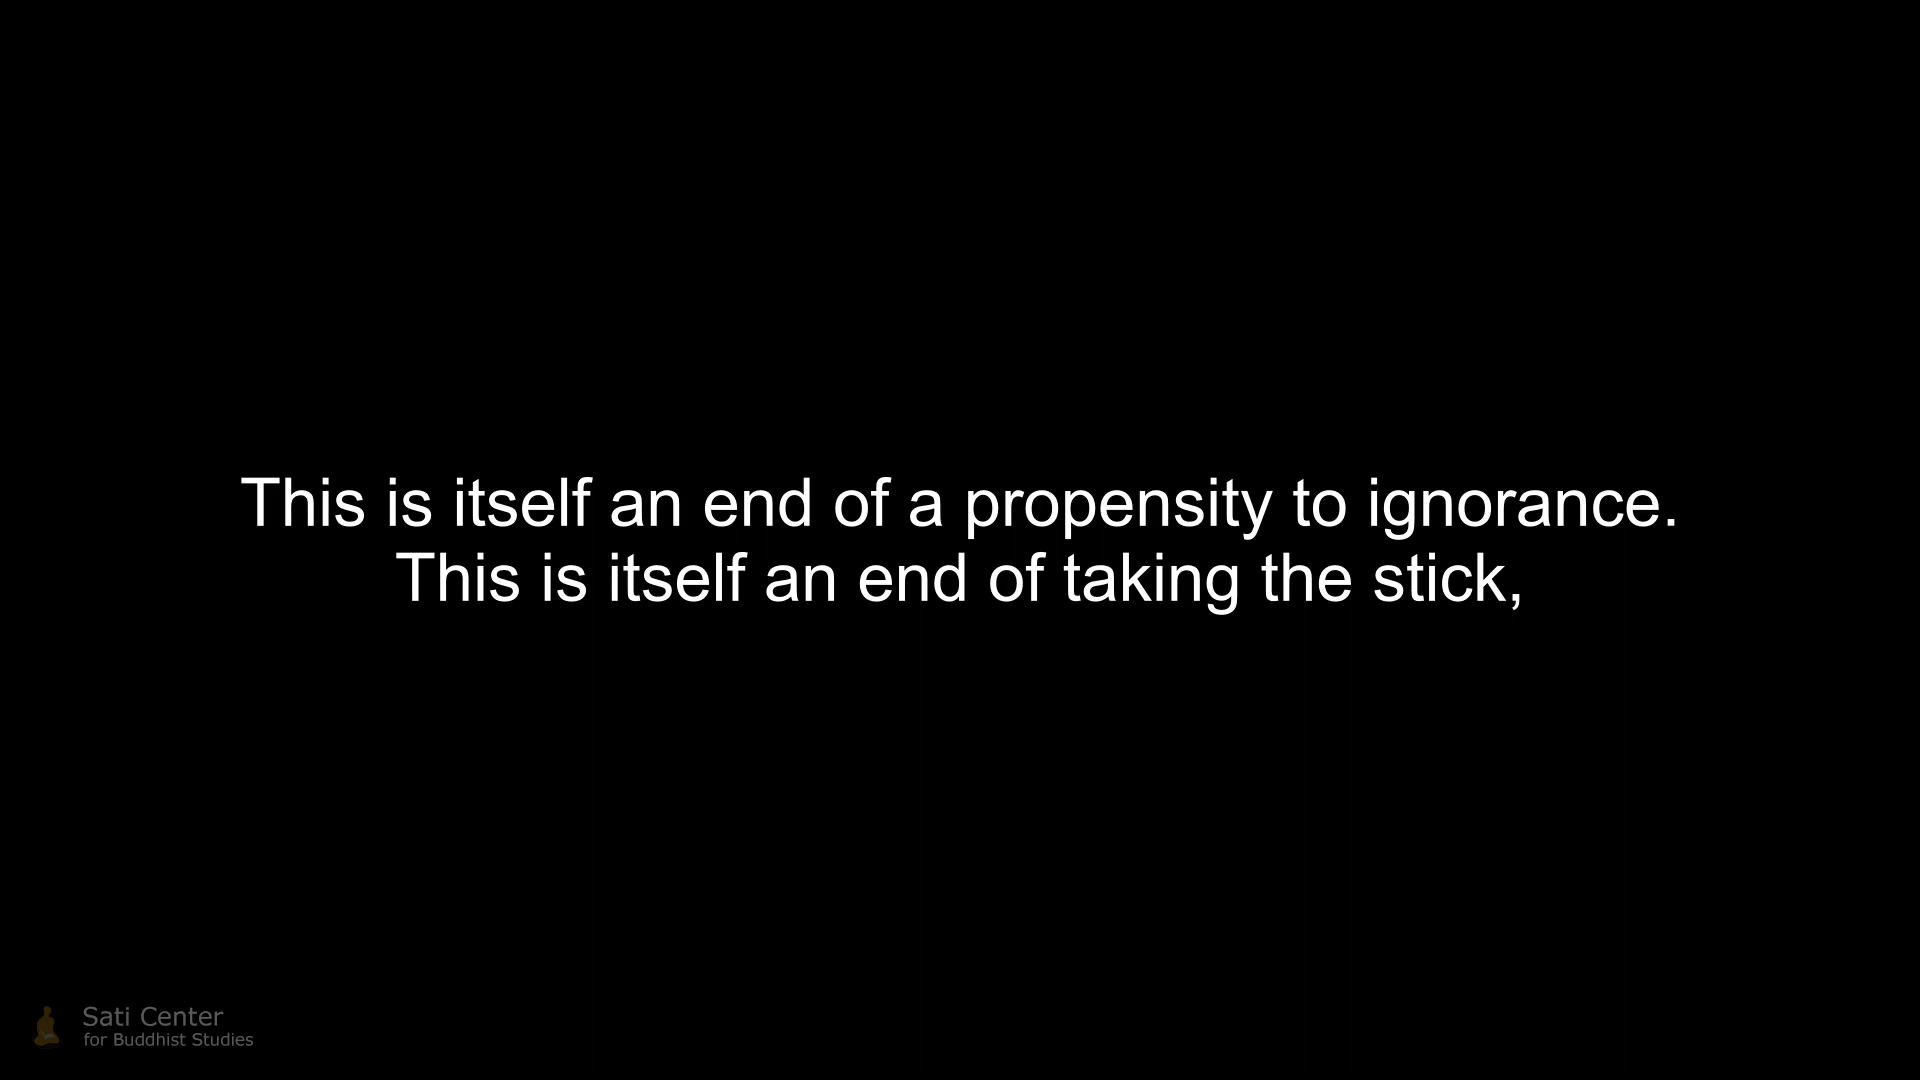 This is itself an end of a propensity to ignorance.
This is itself an end of taking the stick,
Sati Center
for Buddhist Studies